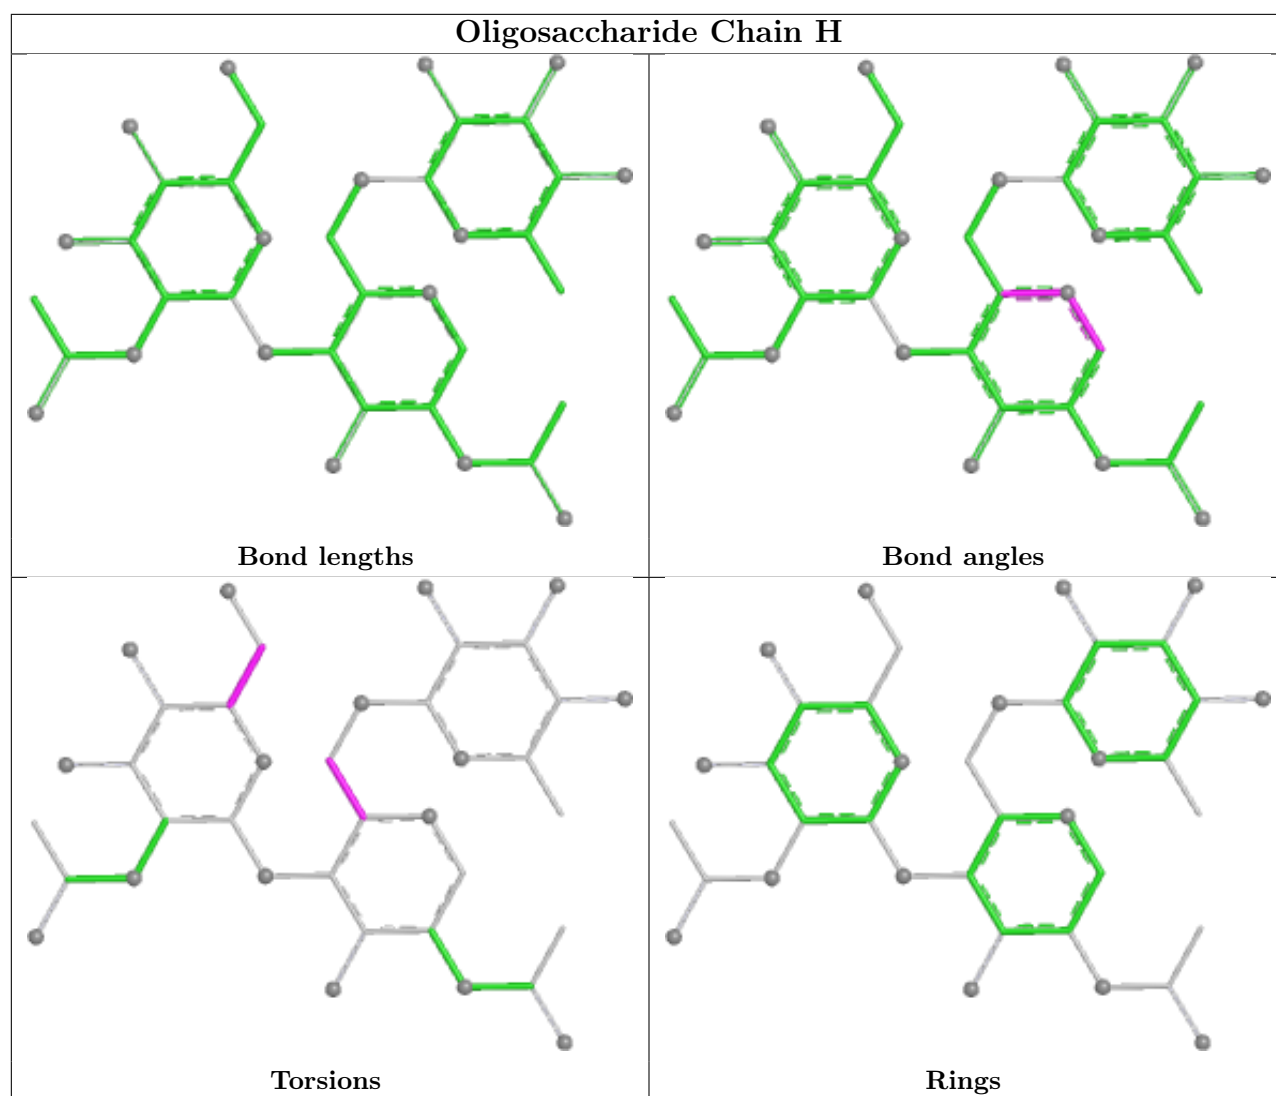 Oligosaccharide Chain H
Bond lengths
Bond angles
Torsions
Rings